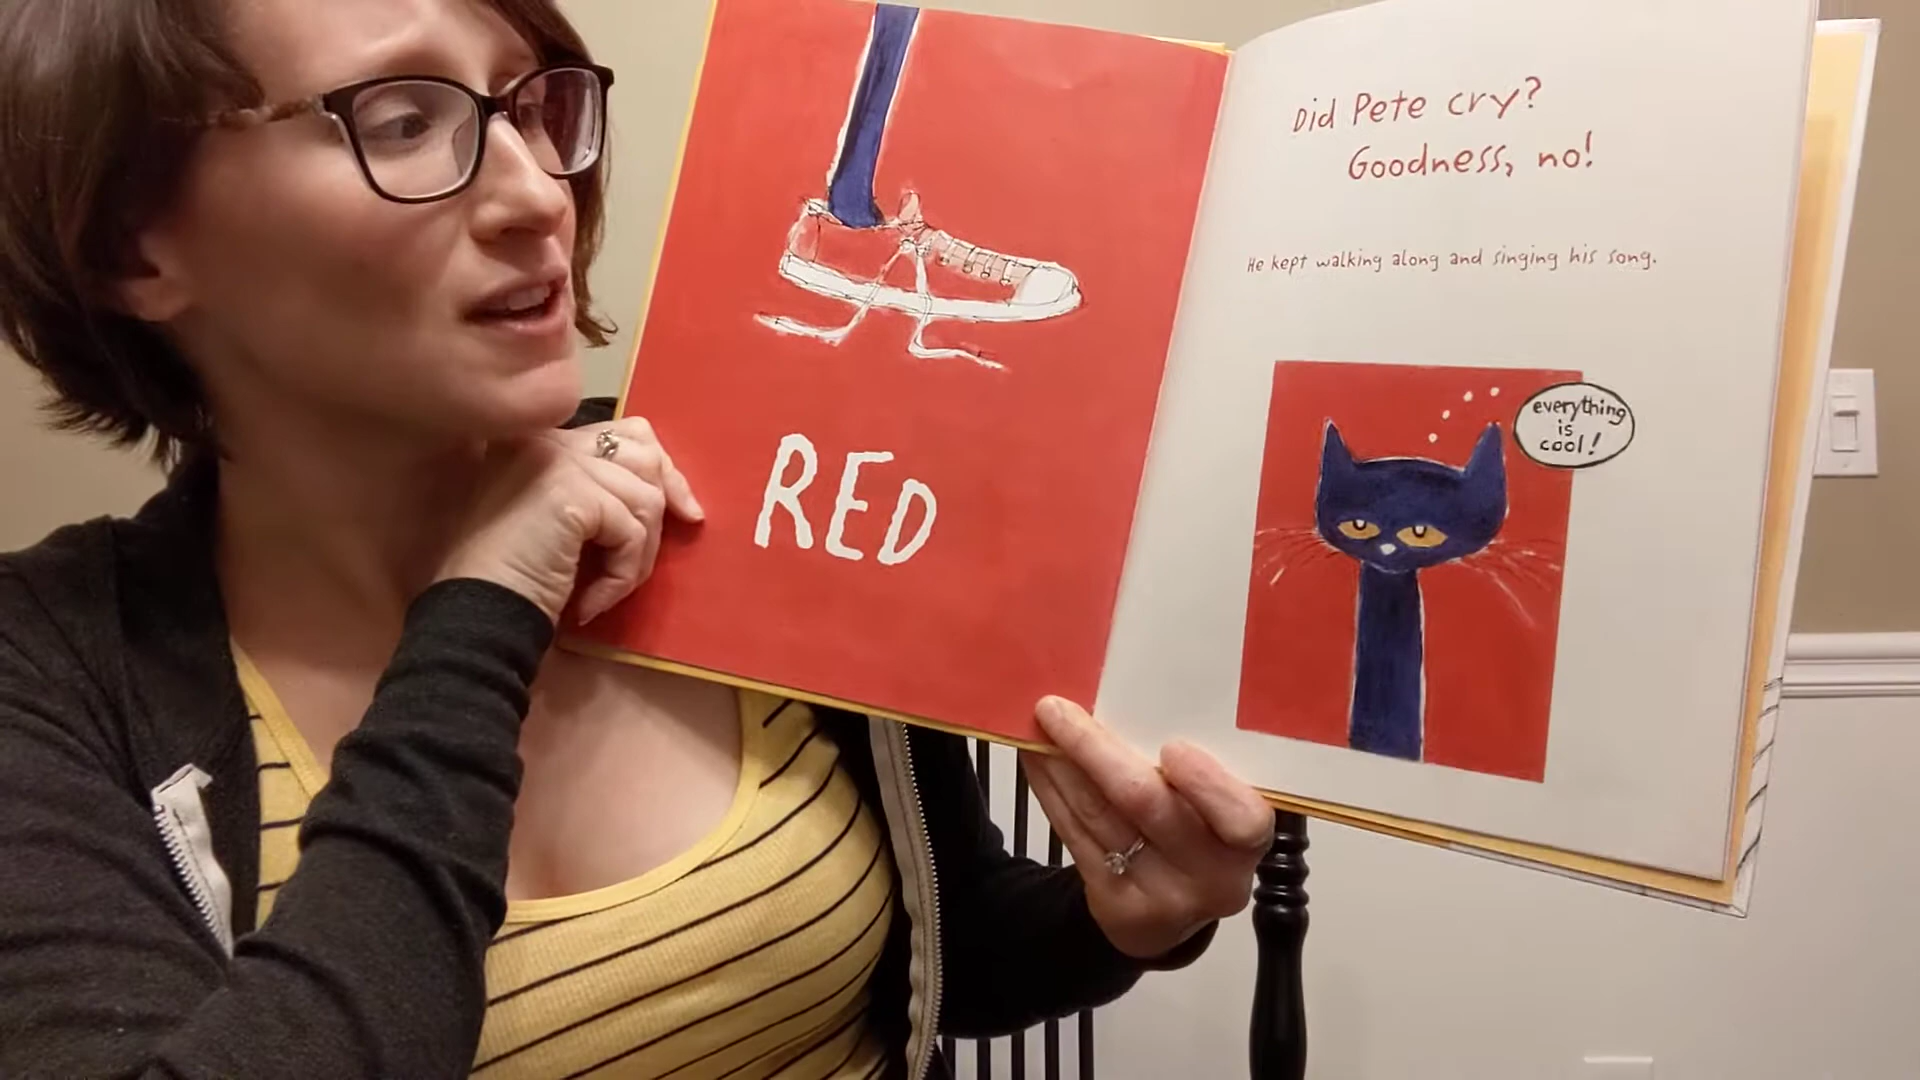 RED
Did Pete cry?
Goodness, no!
He kept walking along and singing his song.
everything
is
cool!